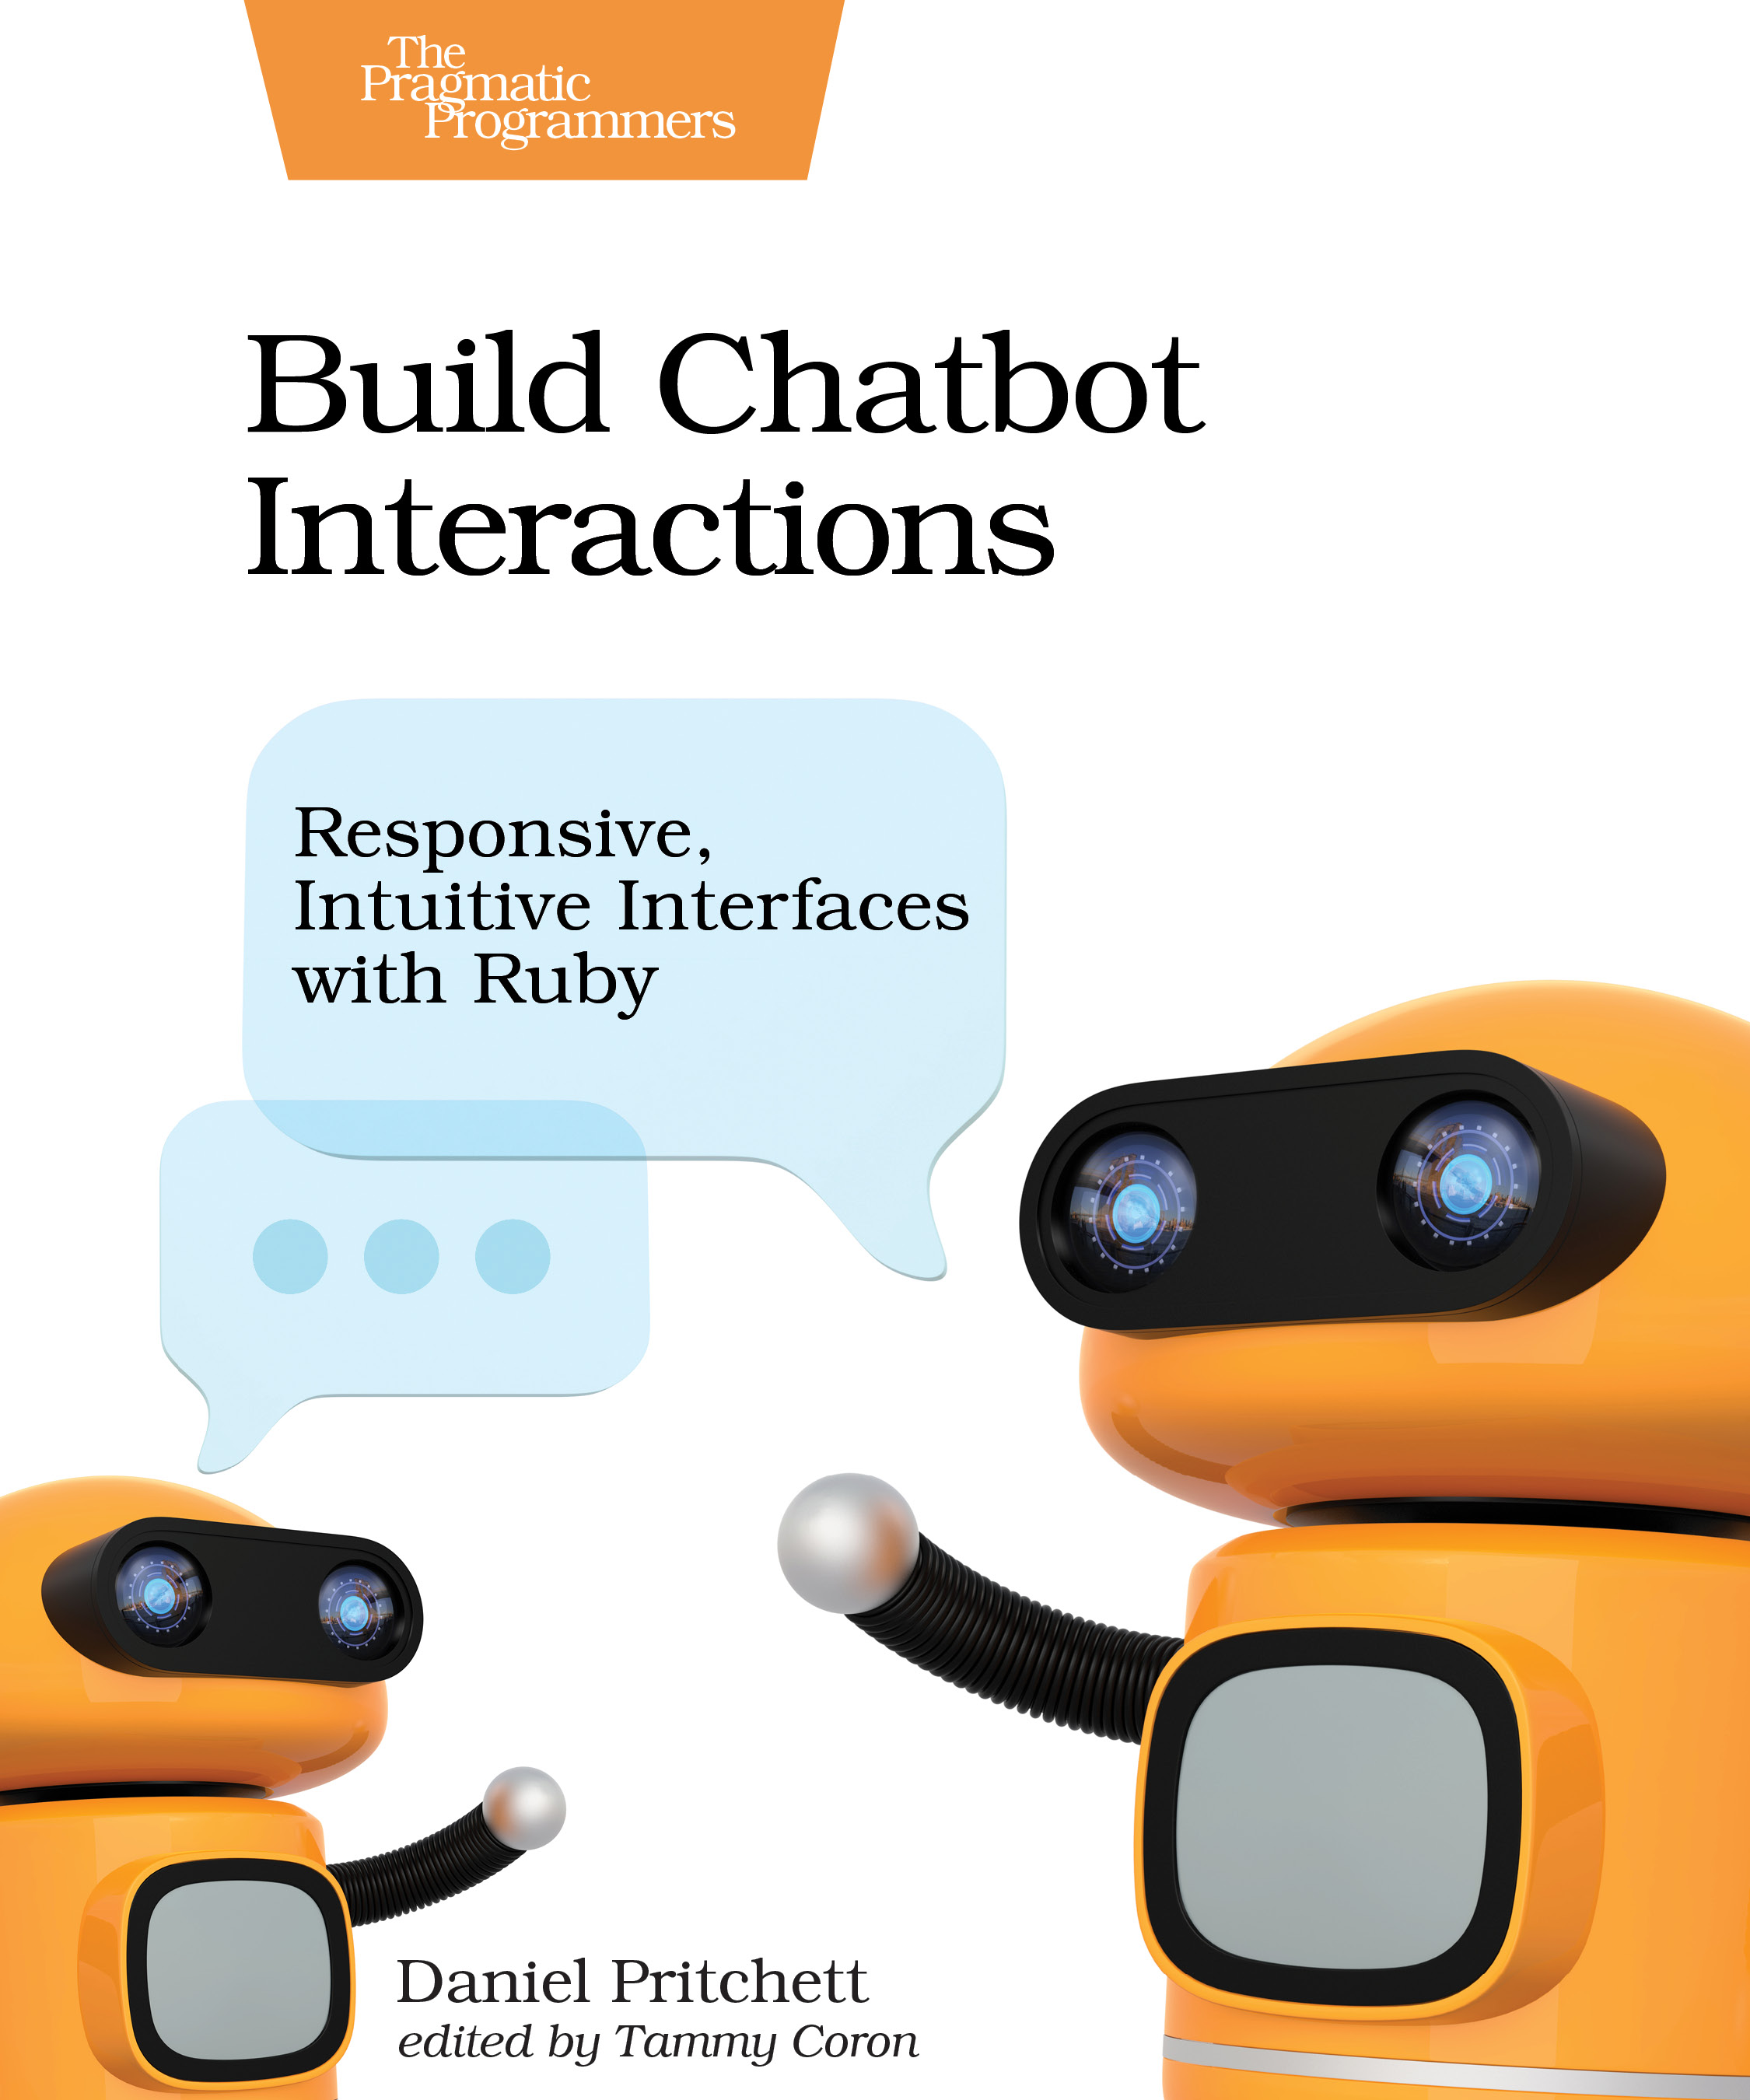 The
Pragmatic
Programmers
Build Chatbot
Interactions
Responsive,
Intuitive Interfaces
with Ruby
Daniel Pritchett
edited by Tammy Coron